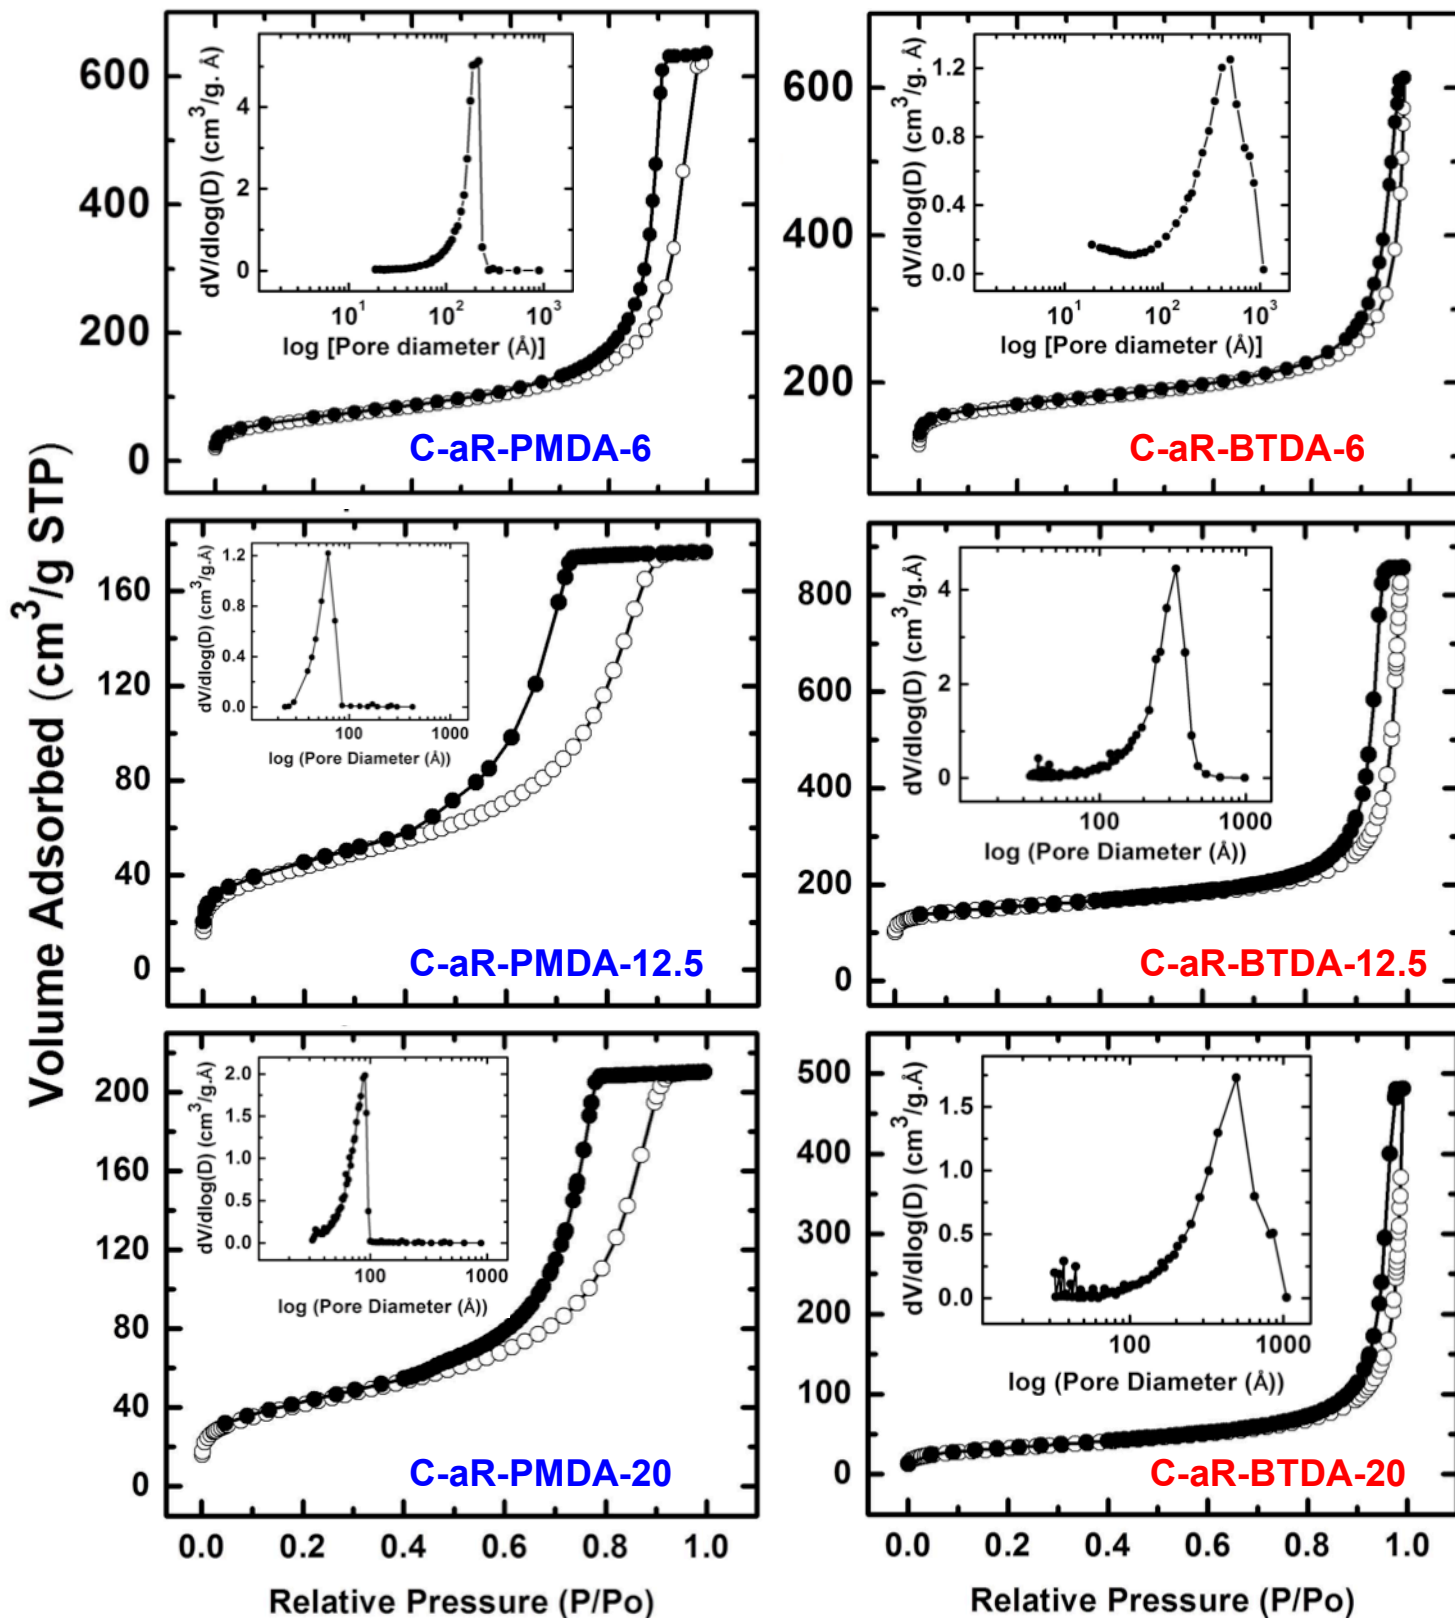 Volume Adsorbed (cm³/g STP)
600
400
200
0
dV/dlog(D) (cm³/g. Å)
4
2
0
10¹ 10² 10³
log [Pore diameter (Å)]
C-aR-PMDA-6
600
400
200
dV/dlog(D) (cm³/g. Å)
1.2
0.8
0.4
0.0
10¹ 10² 10³
log [Pore diameter (Å)]
C-aR-BTDA-6
160
120
80
40
0
dV/dlog(D) (cm³/g.Å)
1.2
0.8
0.4
0.0
100 1000
log (Pore Diameter (Å))
C-aR-PMDA-12.5
800
600
400
200
0
dV/dlog(D) (cm³/g.Å)
4
2
0
100 1000
log (Pore Diameter (Å))
C-aR-BTDA-12.5
200
160
120
80
40
0
dV/dlog(D) (cm³/g.Å)
2.0
1.5
1.0
0.5
0.0
100 1000
log (Pore Diameter (Å))
C-aR-PMDA-20
0.0 0.2 0.4 0.6 0.8 1.0
Relative Pressure (P/Po)
500
400
300
200
100
0
dV/dlog(D) (cm³/g.Å)
1.5
1.0
0.5
0.0
100 1000
log (Pore Diameter (Å))
C-aR-BTDA-20
0.0 0.2 0.4 0.6 0.8 1.0
Relative Pressure (P/Po)